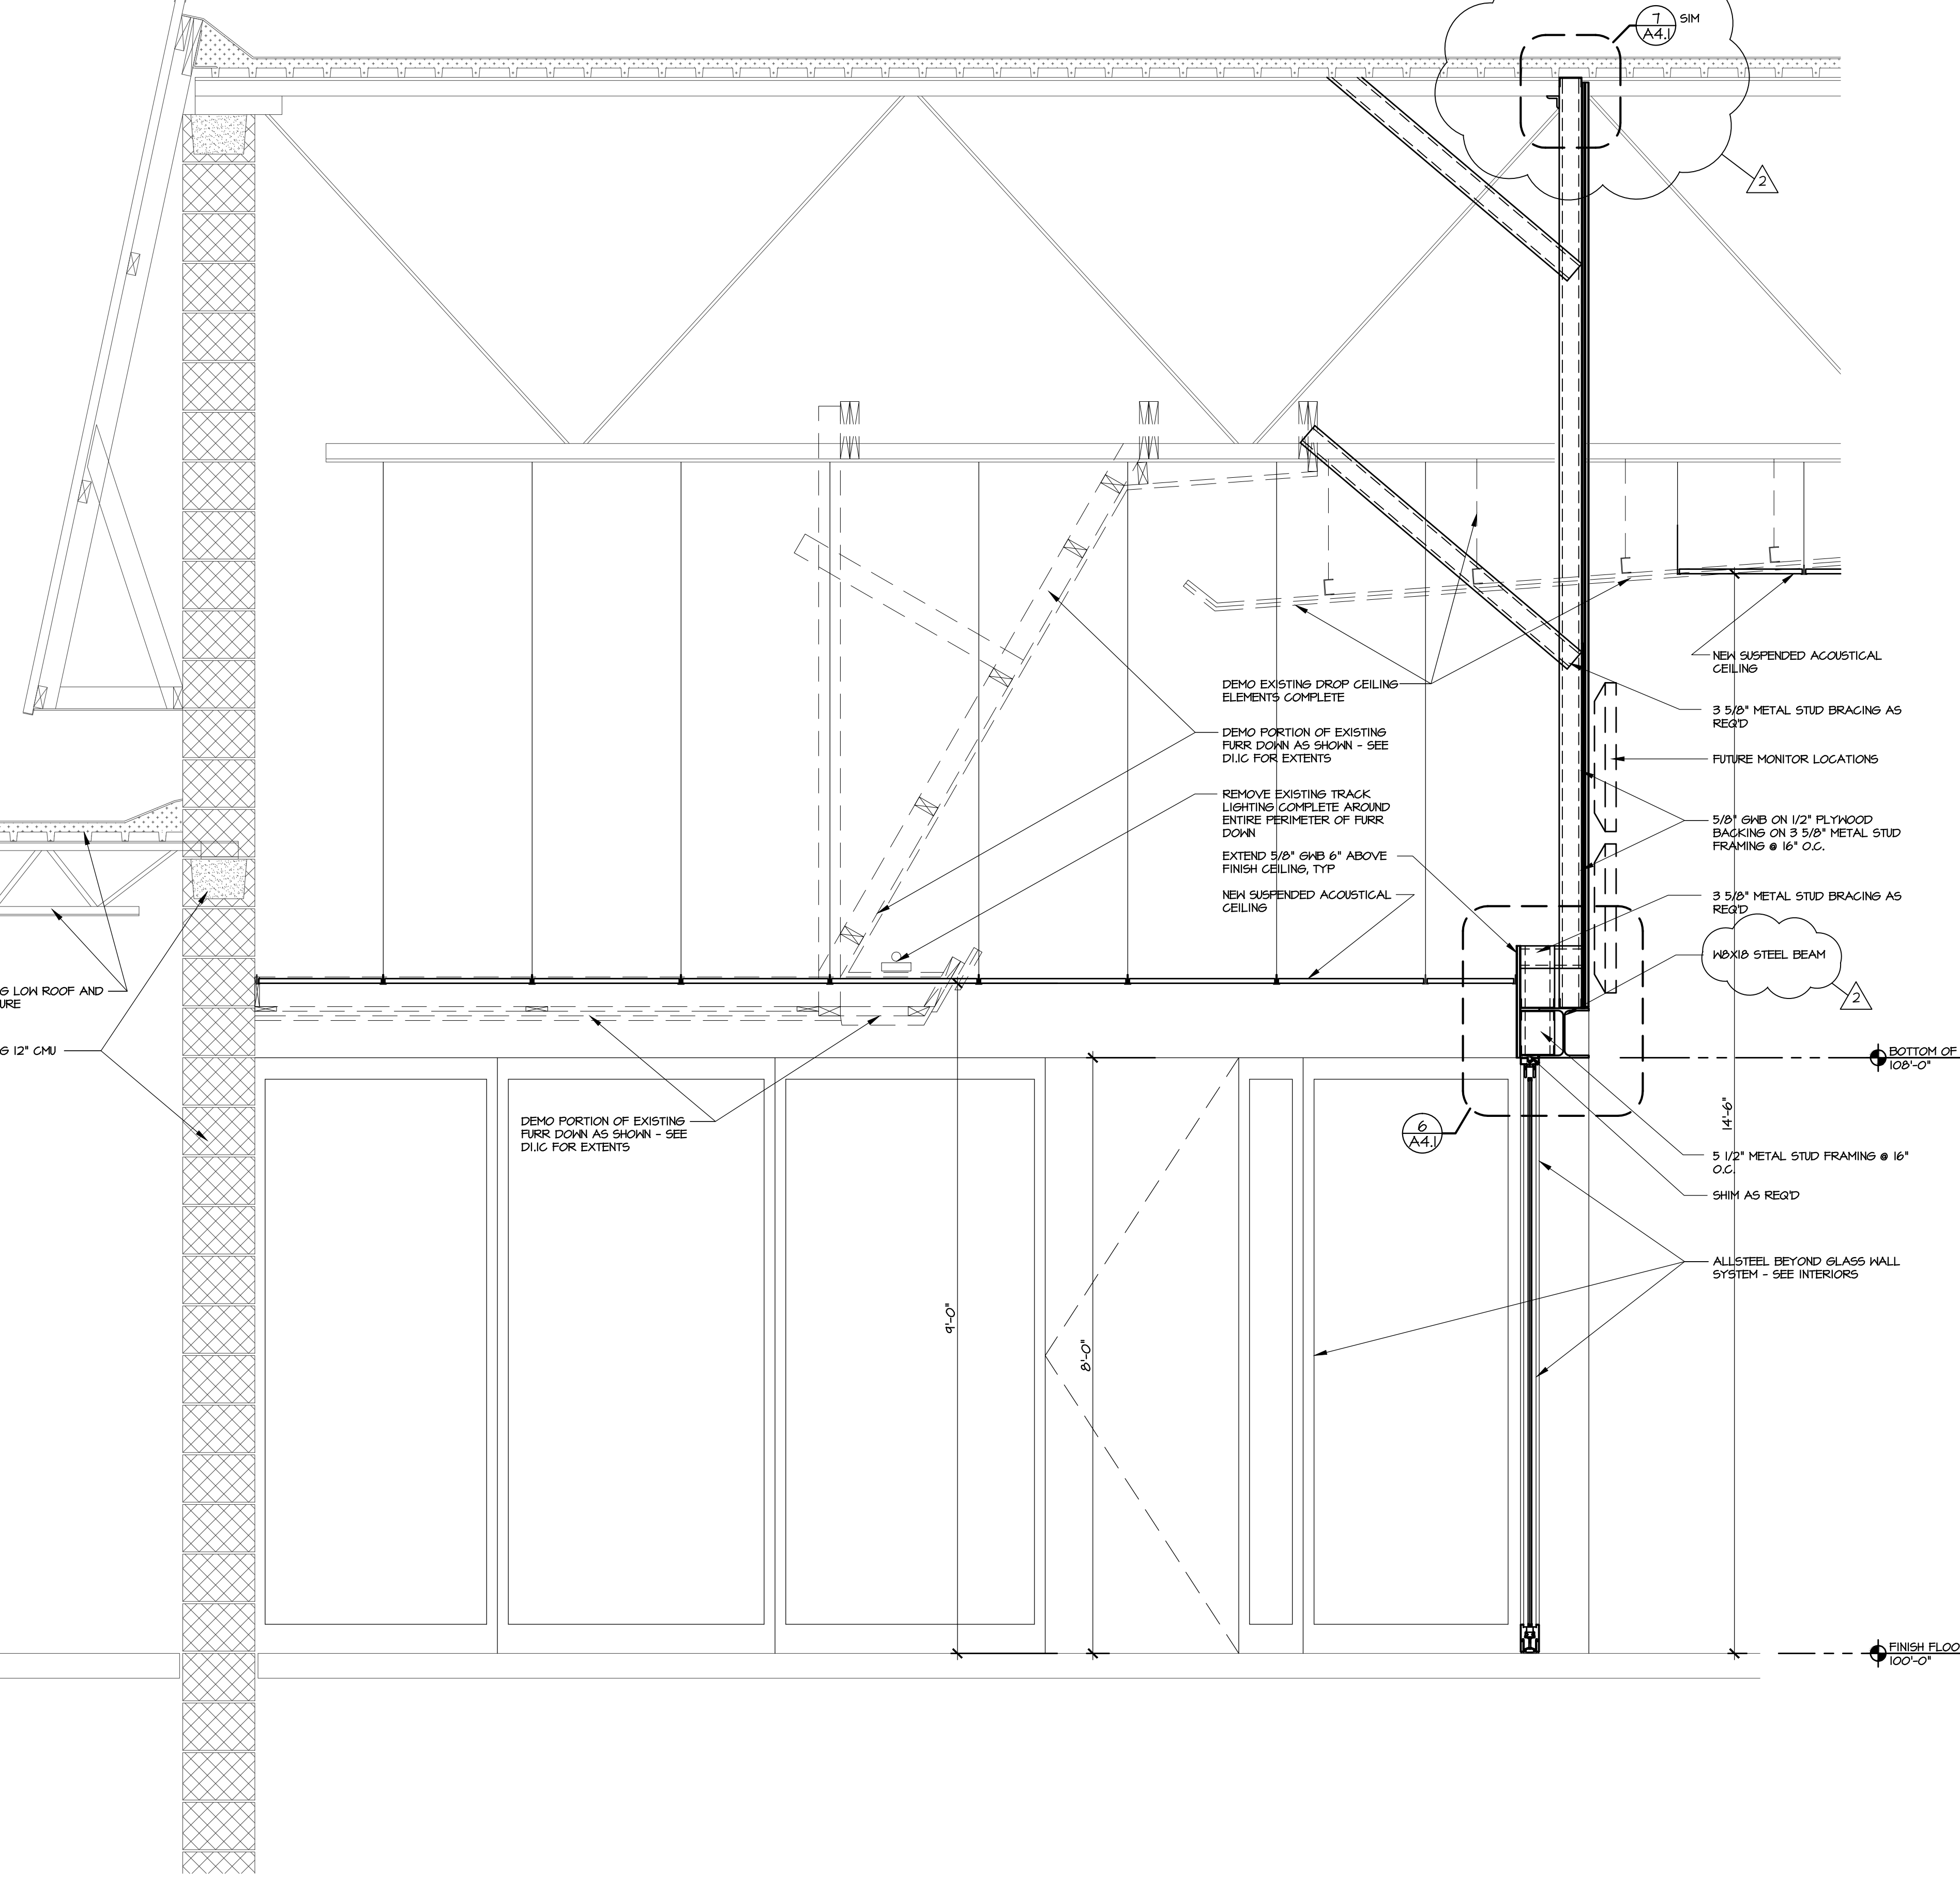 7
A4.1
SIM
2
NEW SUSPENDED ACOUSTICAL
CEILING
DEMO EXISTING DROP CEILING
ELEMENTS COMPLETE
3 5/8" METAL STUD BRACING AS
REQ'D
DEMO PORTION OF EXISTING
FURR DOWN AS SHOWN - SEE
D1.1C FOR EXTENTS
FUTURE MONITOR LOCATIONS
REMOVE EXISTING TRACK
LIGHTING COMPLETE AROUND
ENTIRE PERIMETER OF FURR
DOWN
5/8" GWB ON 1/2" PLYWOOD
BACKING ON 3 5/8" METAL STUD
FRAMING @ 16" O.C.
EXTEND 5/8" GWB 6" ABOVE
FINISH CEILING, TYP
NEW SUSPENDED ACOUSTICAL
CEILING
3 5/8" METAL STUD BRACING AS
REQ'D
W8X18 STEEL BEAM
2
G LOW ROOF AND
URE
G 12" CMU
BOTTOM OF
108'-0"
DEMO PORTION OF EXISTING
FURR DOWN AS SHOWN - SEE
D1.1C FOR EXTENTS
6
A4.1
14'-6"
5 1/2" METAL STUD FRAMING @ 16"
O.C.
SHIM AS REQ'D
ALLSTEEL BEYOND GLASS WALL
SYSTEM - SEE INTERIORS
9'-0"
8'-0"
FINISH FLOO
100'-0"